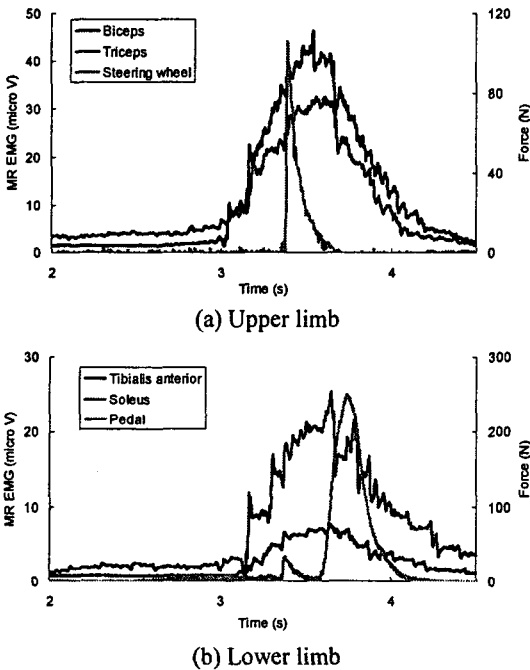 50
120
Biceps
Triceps
Steering wheel
40
30
80
MR EMG (micro V)
Force (N)
20
40
10
0
0
2
3
4
Time (s)
(a) Upper limb
30
300
Tibialis anterior
Soleus
Pedal
20
200
MR EMG (micro V)
Force (N)
10
100
0
0
2
3
4
Time (s)
(b) Lower limb